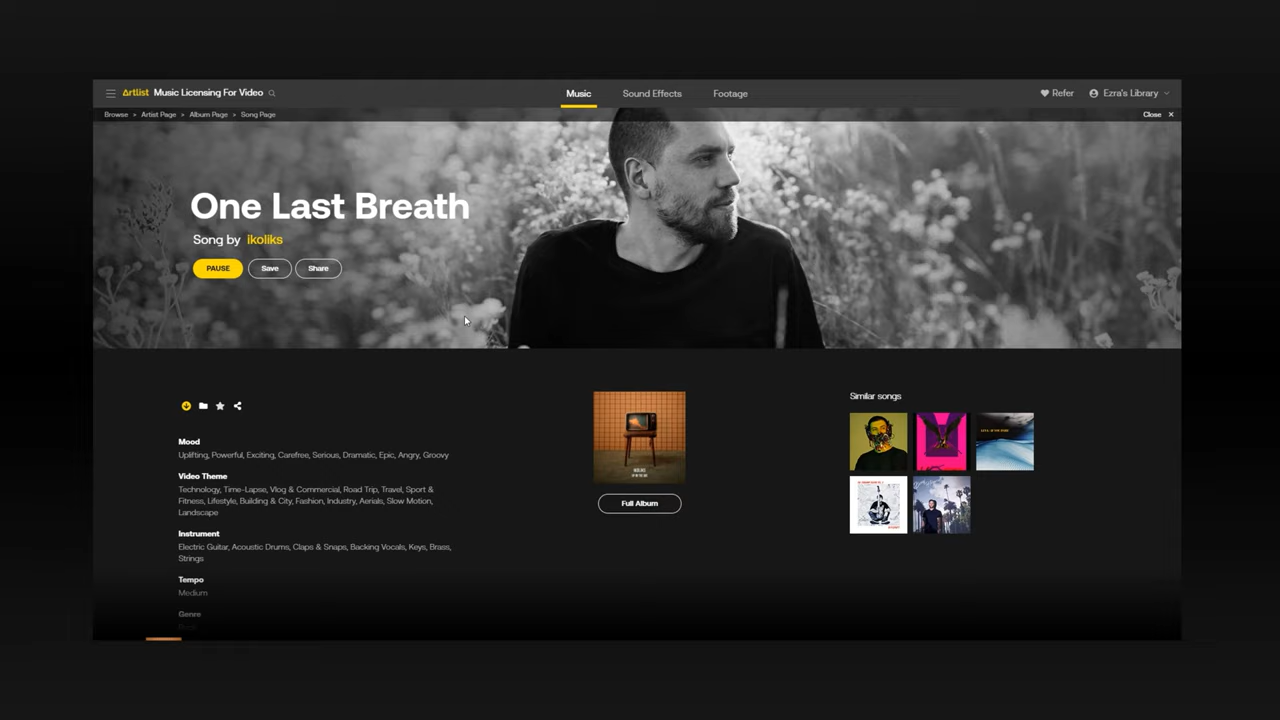 Artlist Music Licensing For Video
Music Sound Effects Footage
Refer Ezra's Library
Browse > Artist Page > Album Page > Song Page
Close ×
One Last Breath
Song by ikoliks
PAUSE Save Share
Mood
Uplifting, Powerful, Exciting, Carefree, Serious, Dramatic, Epic, Angry, Groovy
Video Theme
Technology, Time-Lapse, Vlog & Commercial, Road Trip, Travel, Sport &
Fitness, Lifestyle, Building & City, Fashion, Industry, Aerials, Slow Motion,
Landscape
Instrument
Electric Guitar, Acoustic Drums, Claps & Snaps, Backing Vocals, Keys, Brass,
Strings
Tempo
Medium
Genre
Full Album
Similar songs